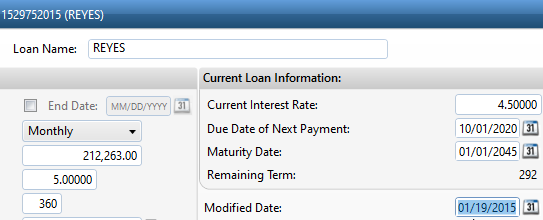 1529752015 (REYES)
Loan Name: REYES
Current Loan Information:
End Date: MM/DD/YYYY 31
Current Interest Rate: 4.50000
Monthly
Due Date of Next Payment: 10/01/2020 31
212,263.00
Maturity Date: 01/01/2045 31
5.00000
Remaining Term: 292
360
Modified Date: 01/19/2015 31